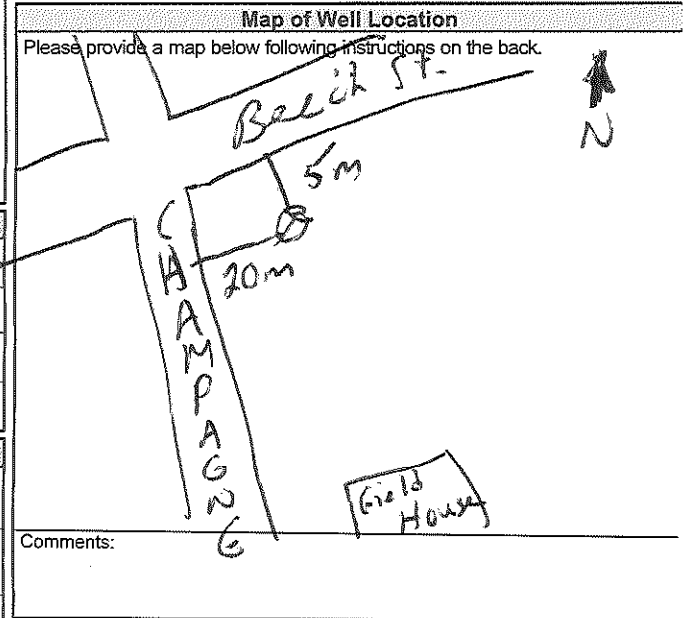 Map of Well Location
Please provide a map below following instructions on the back.
Beech St.
N
5m
20m
CHAMPAGNE
Field
House
Comments: